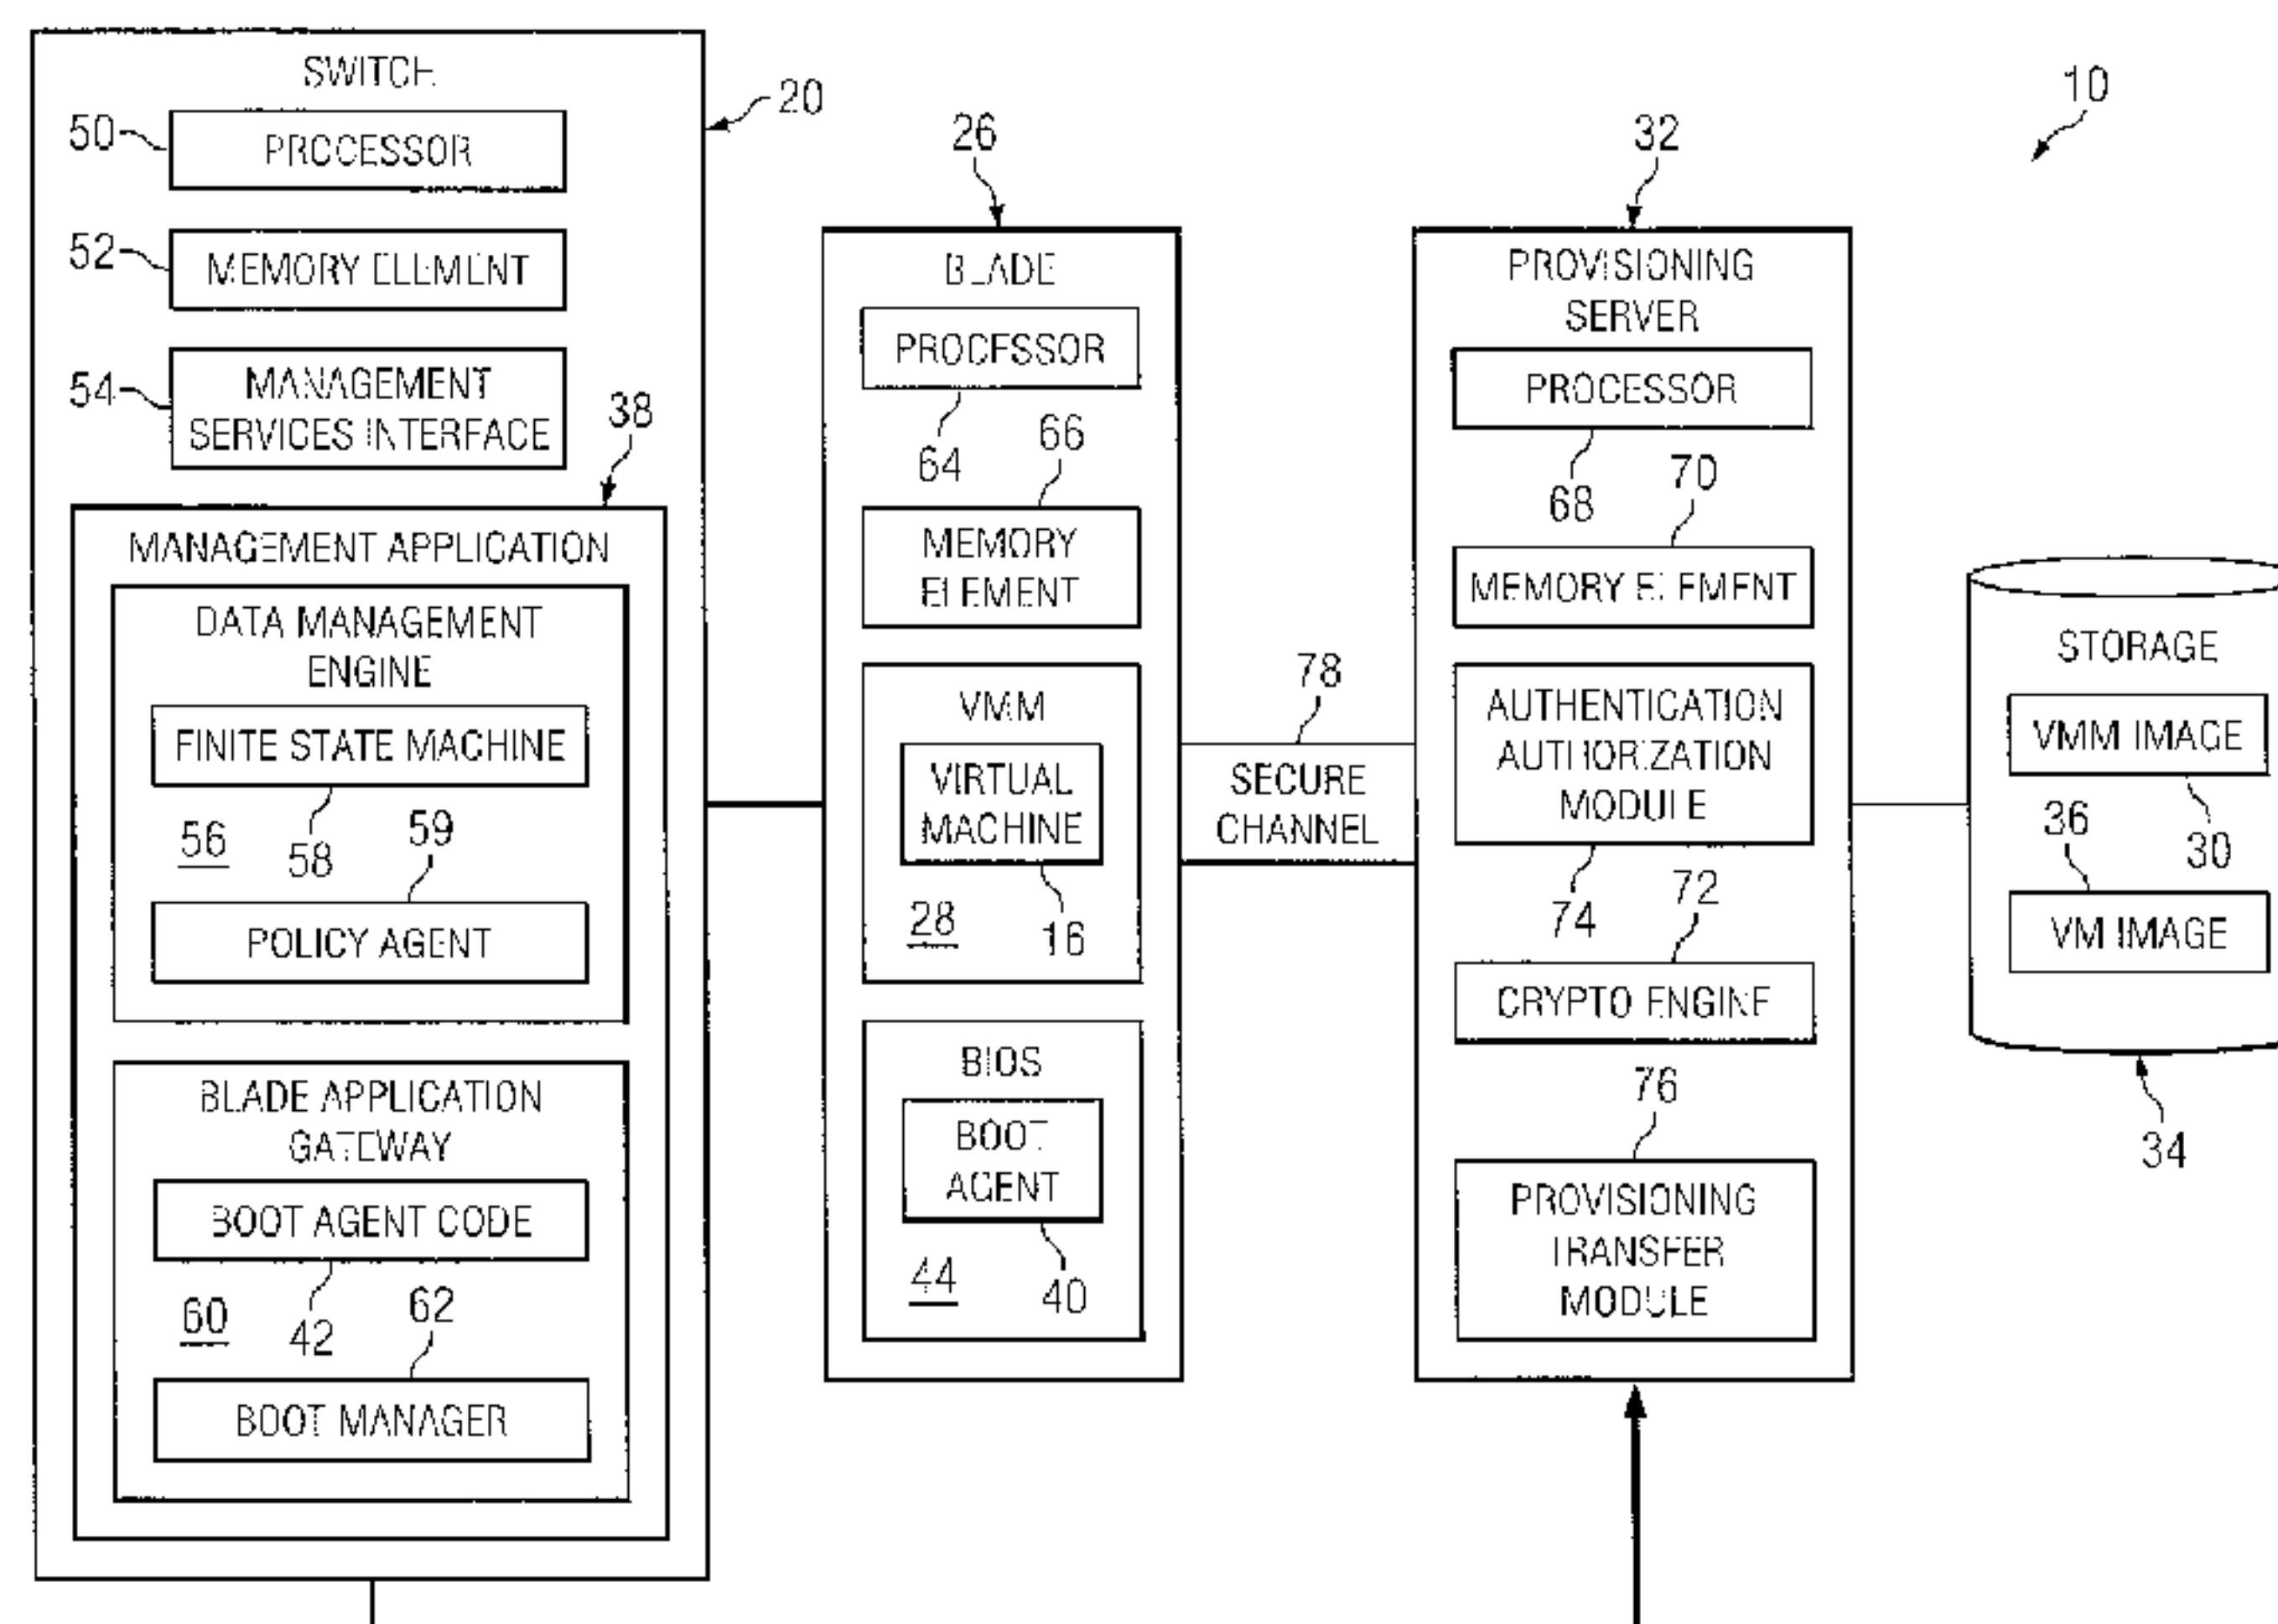 SWITCH
20
50
PROCESSOR
52
MEMORY ELEMENT
54
MANAGEMENT
SERVICES INTERFACE
38
MANAGEMENT APPLICATION
DATA MANAGEMENT
ENGINE
FINITE STATE MACHINE
56
58
59
POLICY AGENT
BLADE APPLICATION
GATEWAY
BOOT AGENT CODE
60
42
62
BOOT MANAGER
26
BLADE
PROCESSOR
64
66
MEMORY
ELEMENT
VMM
VIRTUAL
MACHINE
28
16
BIOS
BOOT
AGENT
44
40
78
SECURE
CHANNEL
32
PROVISIONING
SERVER
PROCESSOR
68
70
MEMORY ELEMENT
AUTHENTICATION
AUTHORIZATION
MODULE
74
72
CRYPTO ENGINE
76
PROVISIONING
TRANSFER
MODULE
10
STORAGE
VMM IMAGE
36
30
VM IMAGE
34